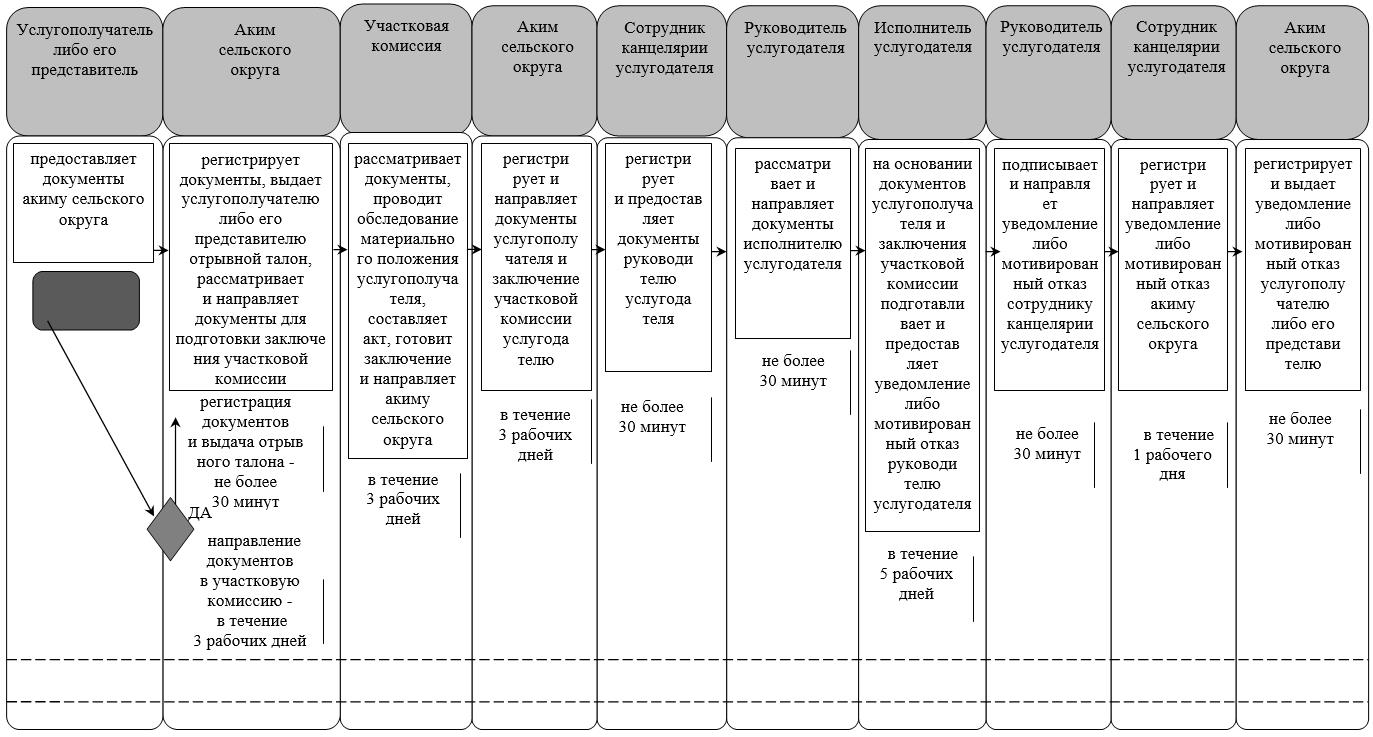 Услугополучатель
либо его
представитель
Аким
сельского
округа
Участковая
комиссия
Аким
сельского
округа
Сотрудник
канцелярии
услугодателя
Руководитель
услугодателя
Исполнитель
услугодателя
Руководитель
услугодателя
Сотрудник
канцелярии
услугодателя
Аким
сельского
округа
предоставляет
документы
акиму сельского
округа
регистрирует
документы, выдает
услугополучателю
либо его
представителю
отрывной талон,
рассматривает
и направляет
документы для
подготовки заключе
ния участковой
комиссии
регистрация
документов
и выдача отрыв
ного талона -
не более
30 минут
ДА
направление
документов
в участковую
комиссию -
в течение
3 рабочих дней
рассматривает
документы,
проводит
обследование
материально
го положения
услугополуча
теля,
составляет
акт, готовит
заключение
и направляет
акиму
сельского
округа
в течение
3 рабочих
дней
регистри
рует и
направляет
документы
услугополу
чателя и
заключение
участковой
комиссии
услугода
телю
в течение
3 рабочих
дней
регистри
рует
и предостав
ляет
документы
руководи
телю
услугода
теля
не более
30 минут
рассматри
вает и
направляет
документы
исполнителю
услугодателя
не более
30 минут
на основании
документов
услугополуча
теля и
заключения
участковой
комиссии
подготавли
вает и
предостав
ляет
уведомление
либо
мотивирован
ный отказ
руководи
телю
услугодателя
в течение
5 рабочих
дней
подписывает
и направля
ет
уведомление
либо
мотивирован
ный отказ
сотруднику
канцелярии
услугодателя
не более
30 минут
регистри
рует и
направляет
уведомление
либо
мотивирован
ный отказ
акиму
сельского
округа
в течение
1 рабочего
дня
регистрирует
и выдает
уведомление
либо
мотивирован
ный отказ
услугополу
чателю
либо его
представи
телю
не более
30 минут